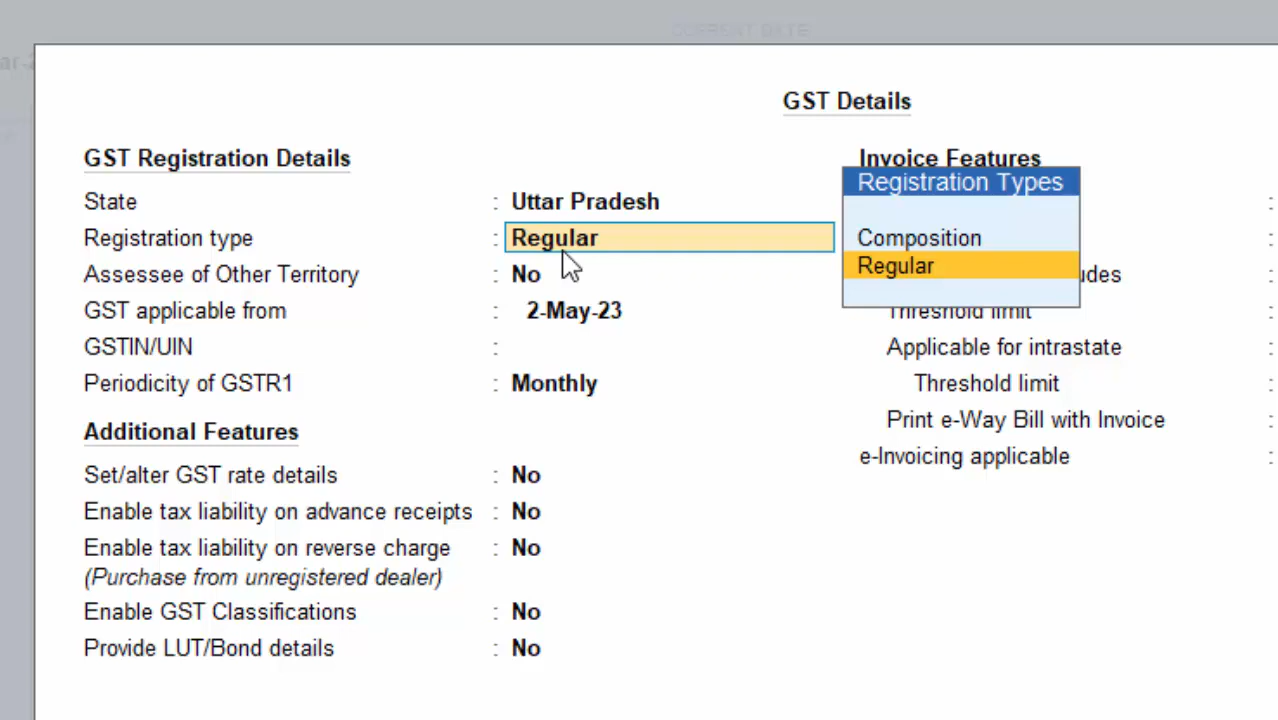 CURRENT DATE
GST Details
GST Registration Details
State : Uttar Pradesh
Registration type : Regular
Assessee of Other Territory : No
GST applicable from : 2-May-23
GSTIN/UIN :
Periodicity of GSTR1 : Monthly
Additional Features
Set/alter GST rate details : No
Enable tax liability on advance receipts : No
Enable tax liability on reverse charge : No
(Purchase from unregistered dealer)
Enable GST Classifications : No
Provide LUT/Bond details : No
Invoice Features
Registration Types
:
Composition :
Regular
:
Threshold limit :
Applicable for intrastate :
Threshold limit :
Print e-Way Bill with Invoice :
e-Invoicing applicable :